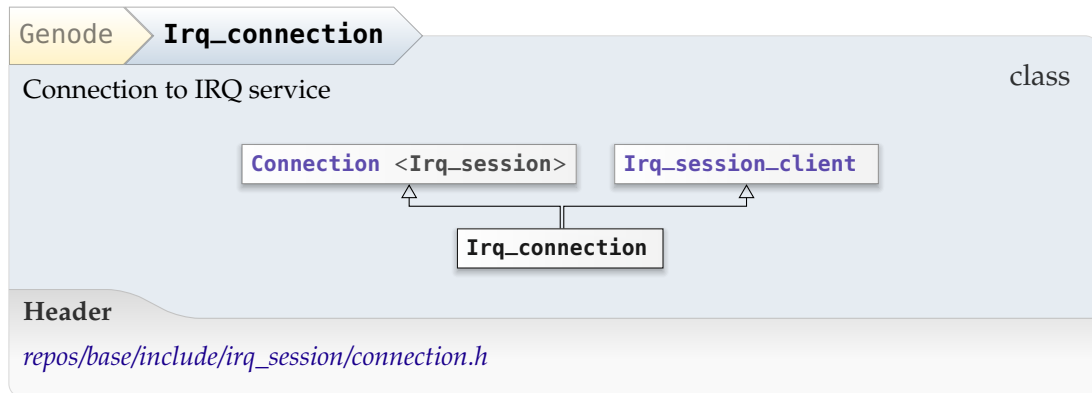 Genode Irq_connection
class
Connection to IRQ service
Connection <Irq_session> Irq_session_client
Irq_connection
Header
repos/base/include/irq_session/connection.h